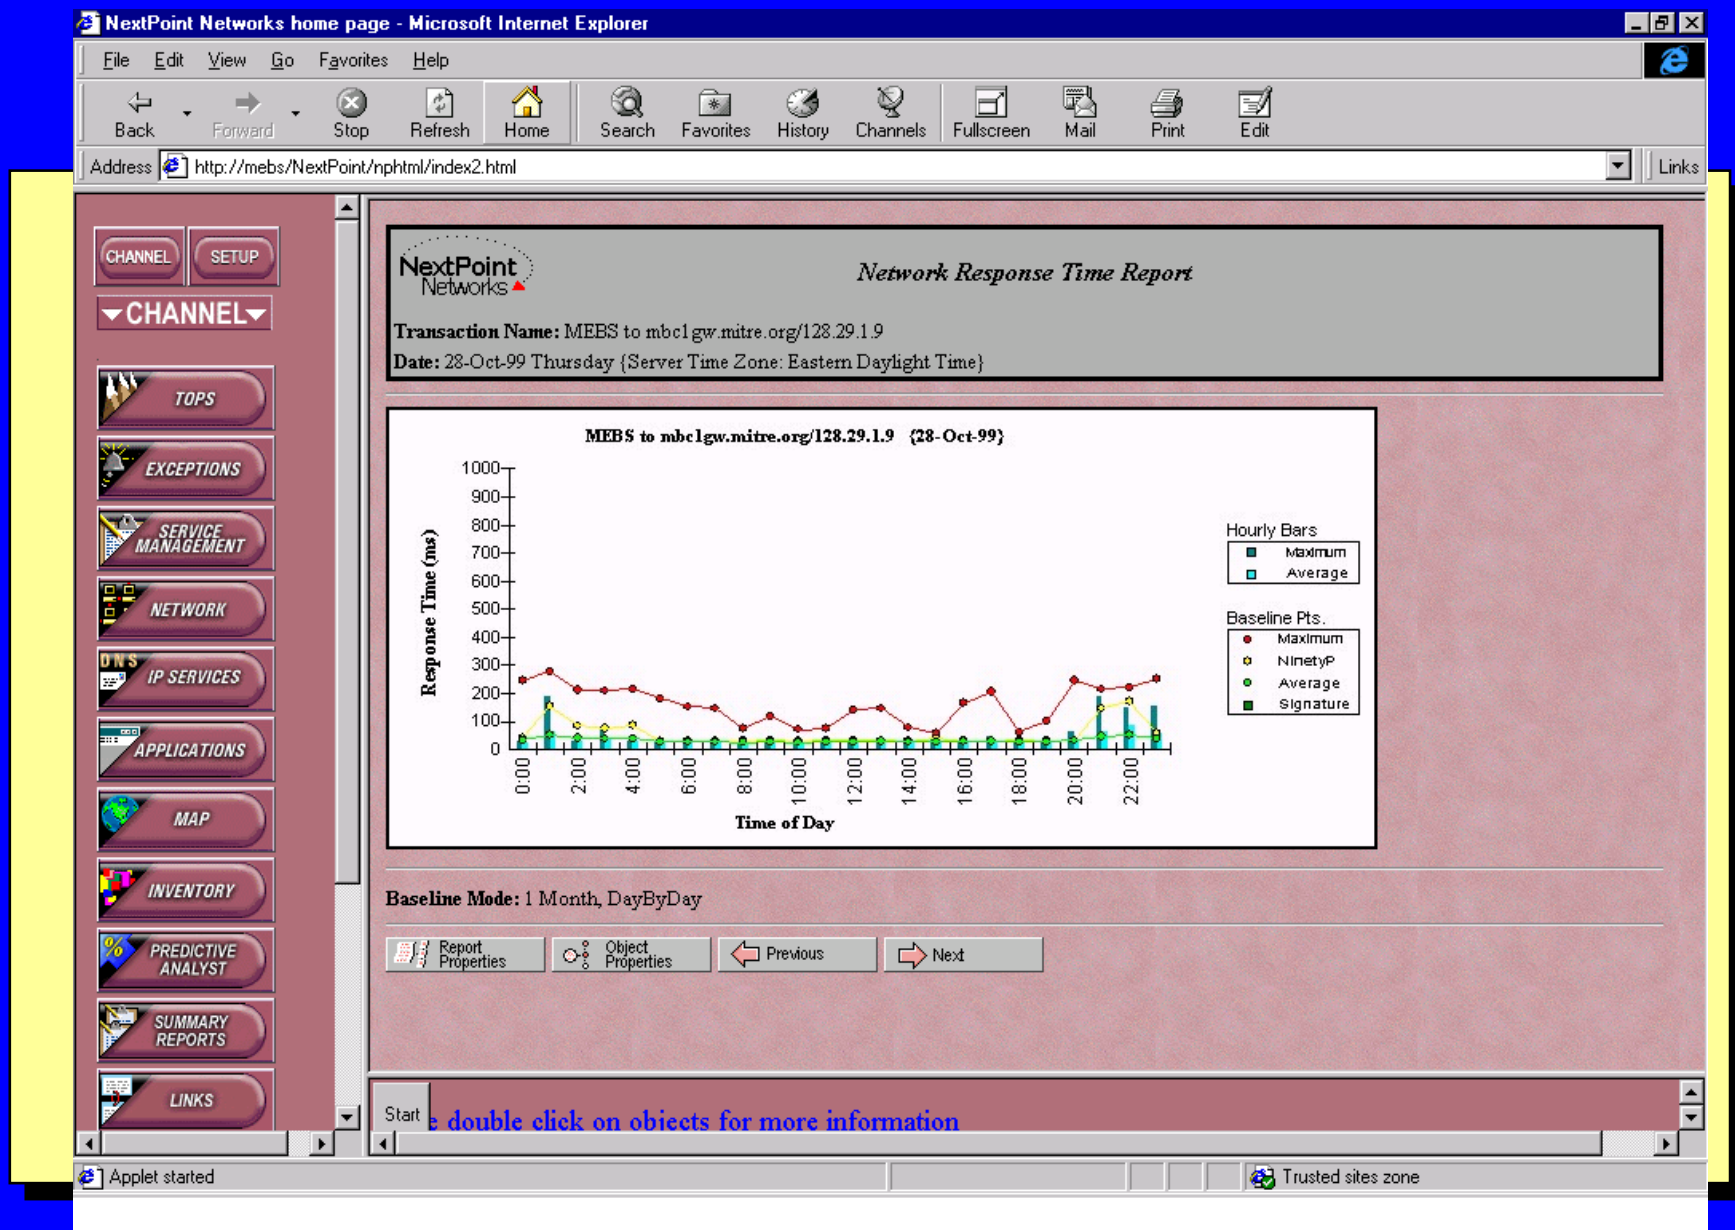 NextPoint Networks home page - Microsoft Internet Explorer
File Edit View Go Favorites Help
Back Forward Stop Refresh Home Search Favorites History Channels Fullscreen Mail Print Edit
Address http://mebs/NextPoint/nphtml/index2.html Links
CHANNEL SETUP
CHANNEL
TOPS
EXCEPTIONS
SERVICE
MANAGEMENT
NETWORK
DNS
IP SERVICES
APPLICATIONS
MAP
INVENTORY
%
PREDICTIVE
ANALYST
SUMMARY
REPORTS
LINKS
NextPoint
Networks
Network Response Time Report
Transaction Name: MEBS to mbc1gw.mitre.org/128.29.1.9
Date: 28-Oct-99 Thursday {Server Time Zone: Eastern Daylight Time}
MEBS to mbc1gw.mitre.org/128.29.1.9 {28-Oct-99}
Response Time (ms)
1000
900
800
700
600
500
400
300
200
100
0
0:00 2:00 4:00 6:00 8:00 10:00 12:00 14:00 16:00 18:00 20:00 22:00
Time of Day
Hourly Bars
Maximum
Average
Baseline Pts.
Maximum
NinetyP
Average
Signature
Baseline Mode: 1 Month, DayByDay
Report
Properties
Object
Properties
Previous
Next
Start
e double click on objects for more information
Applet started
Trusted sites zone